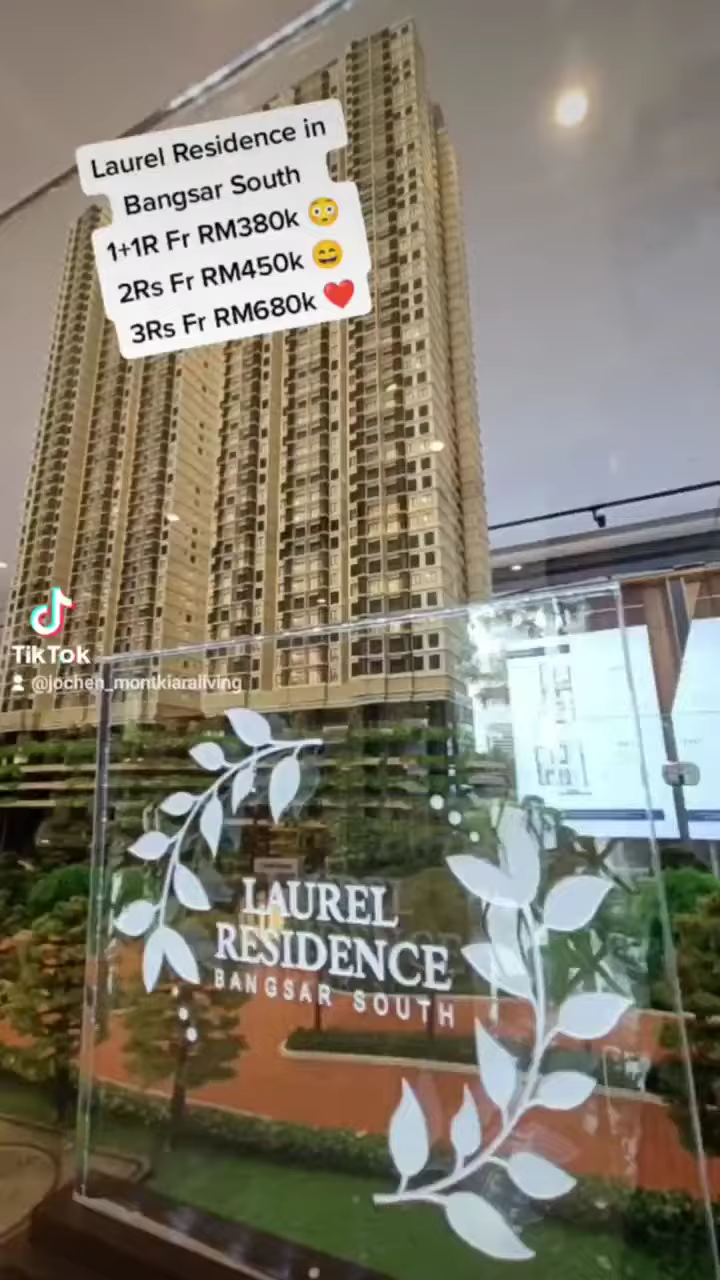 Laurel Residence in
Bangsar South
1+1R Fr RM380k 😳
2Rs Fr RM450k 😄
3Rs Fr RM680k ❤️
TikTok
@jochen_montkiaraliving
LAUREL
RESIDENCE
BANGSAR SOUTH